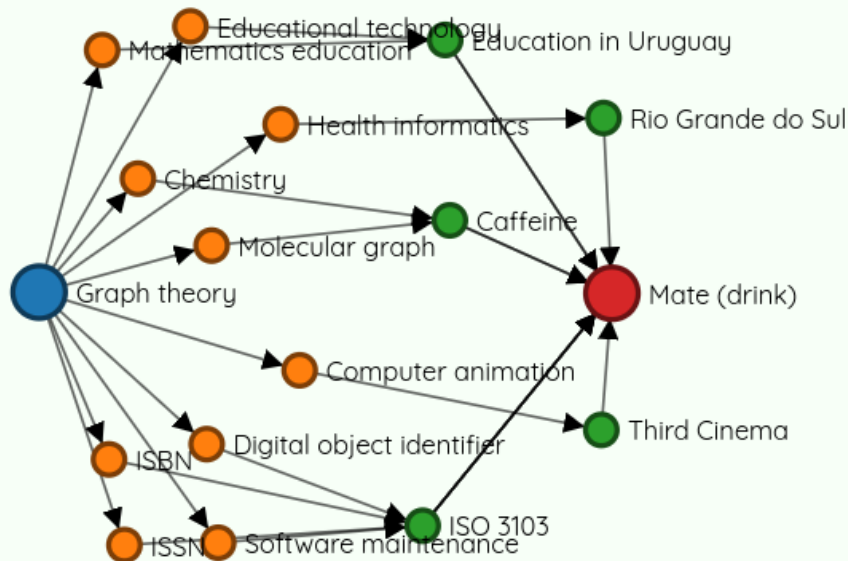 Educational technology
Mathematics education
Education in Uruguay
Health informatics
Rio Grande do Sul
Chemistry
Caffeine
Molecular graph
Graph theory
Mate (drink)
Computer animation
Third Cinema
Digital object identifier
ISBN
ISO 3103
ISSN
Software maintenance